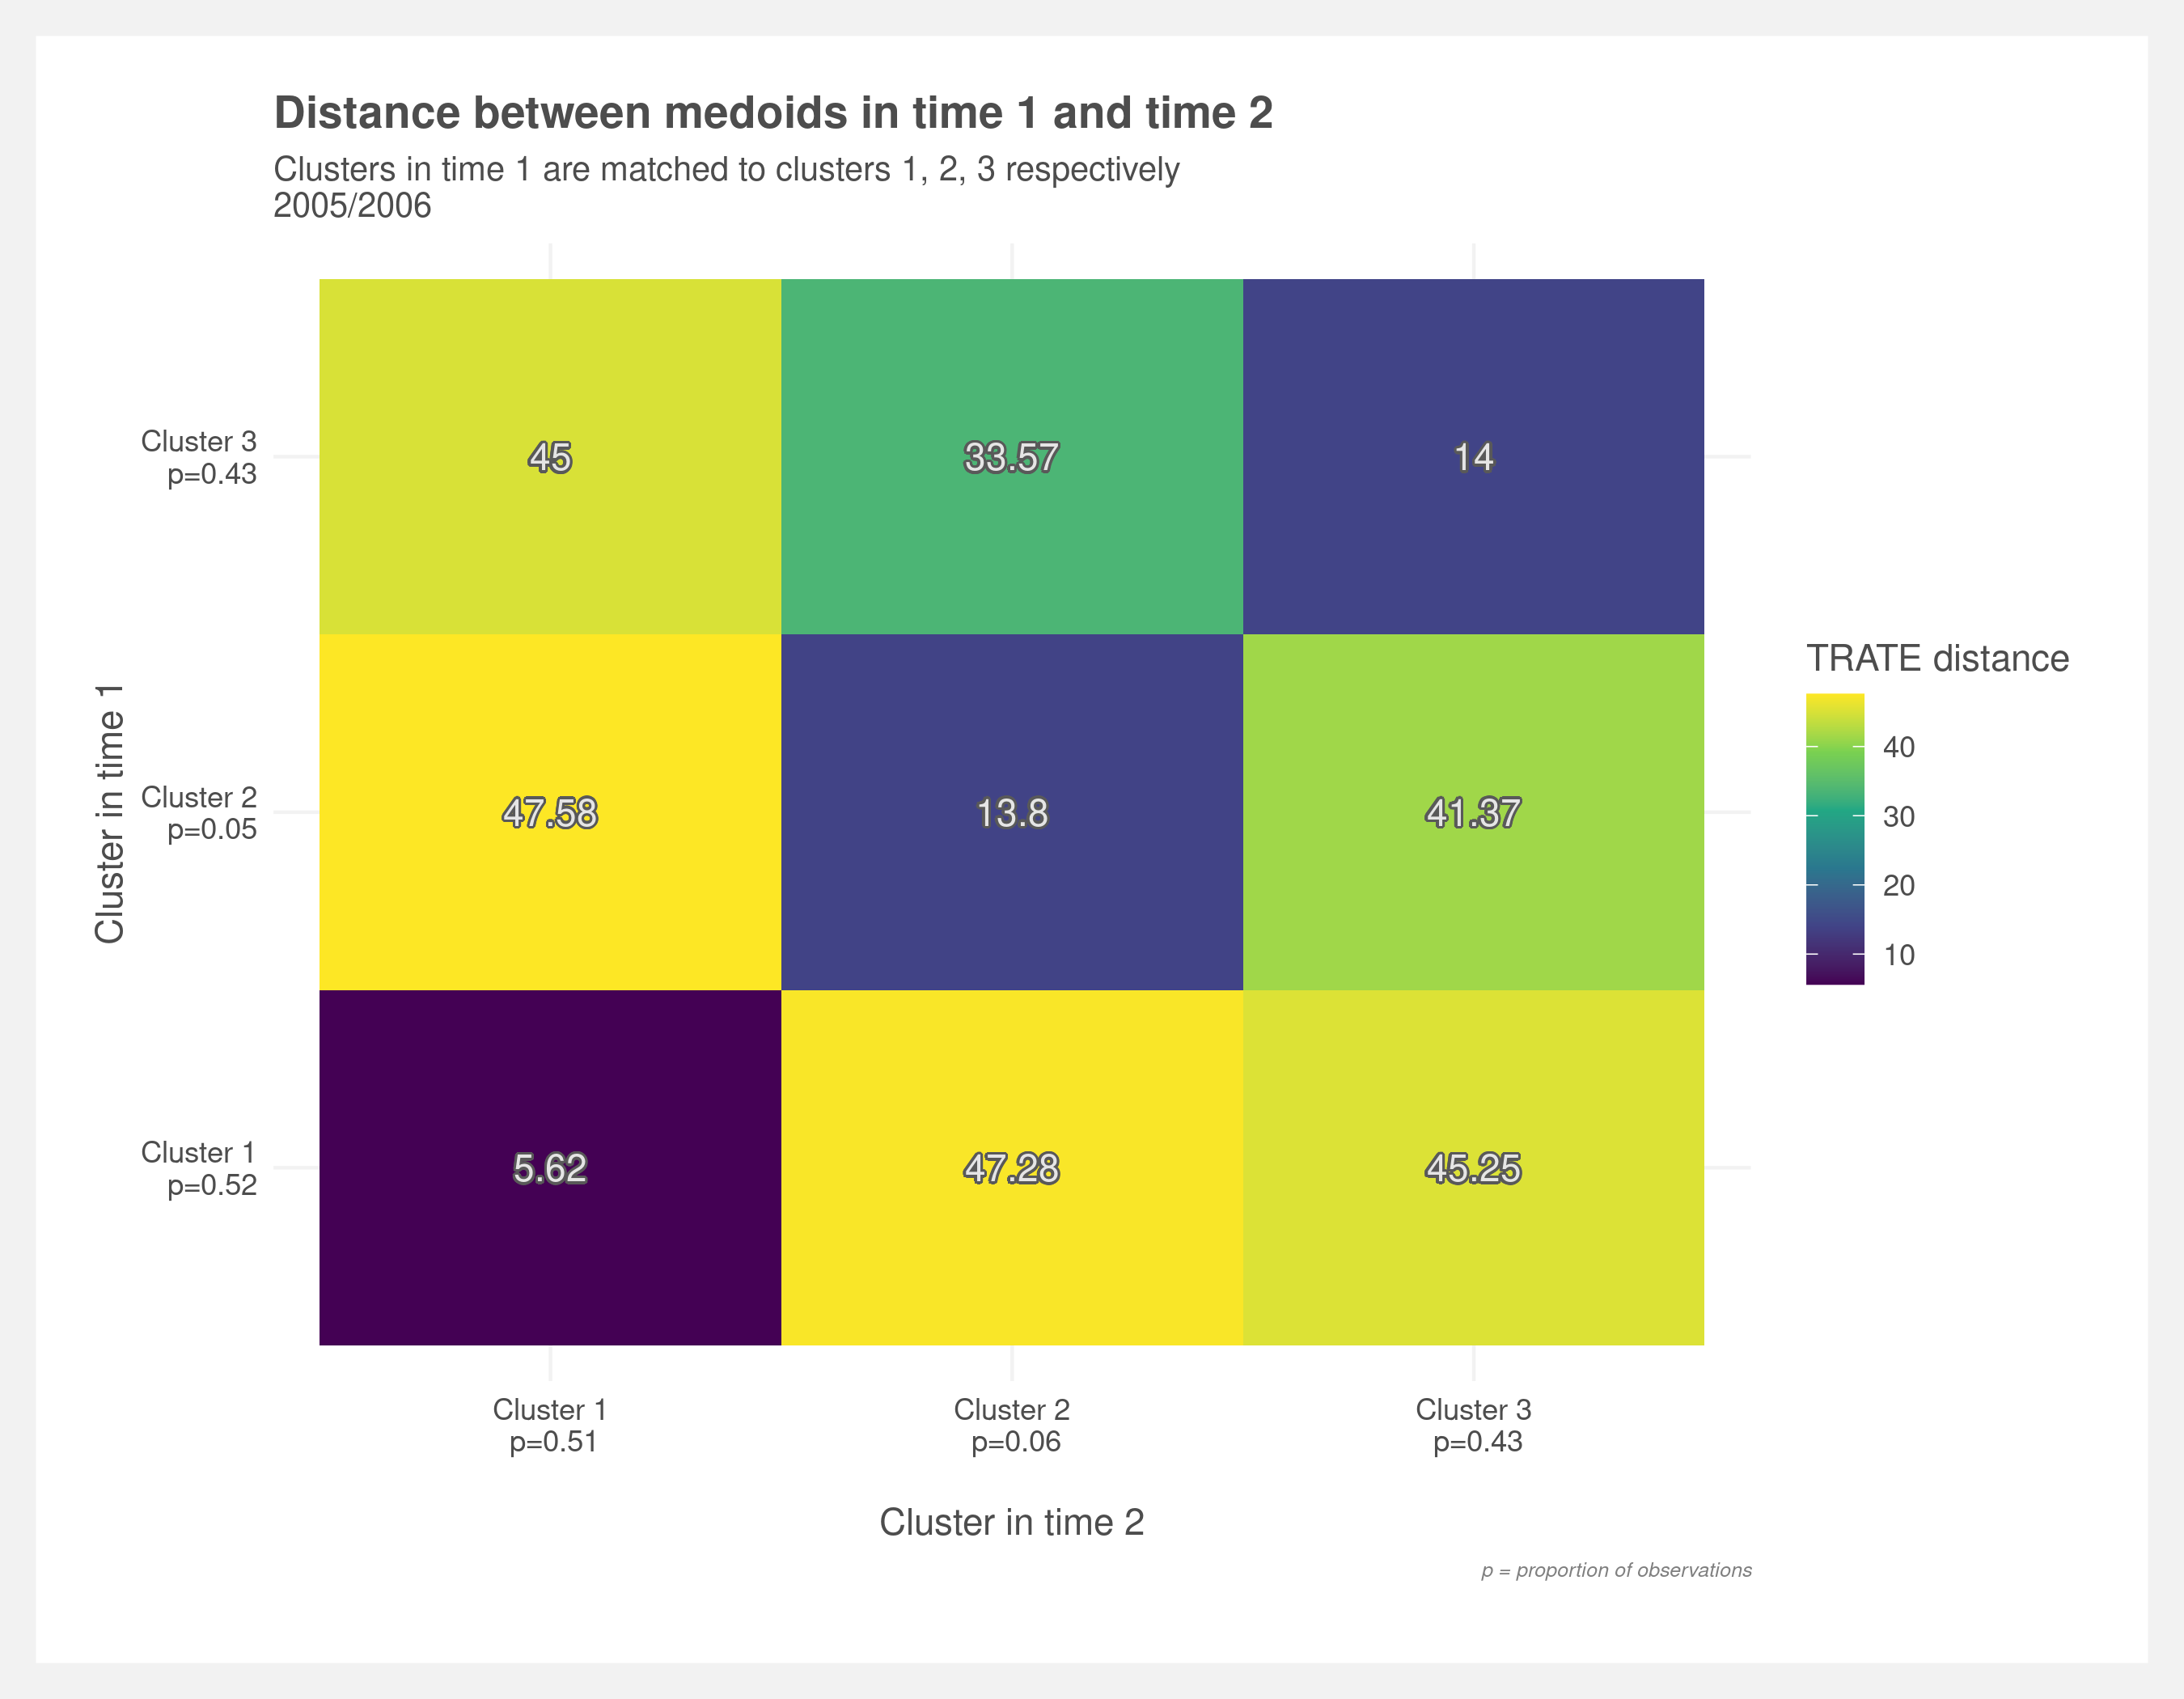 Distance between medoids in time 1 and time 2
Clusters in time 1 are matched to clusters 1, 2, 3 respectively
2005/2006
Cluster in time 1
Cluster 3
p=0.43
45
33.57
14
Cluster 2
p=0.05
47.58
13.8
41.37
Cluster 1
p=0.52
5.62
47.28
45.25
Cluster 1
p=0.51
Cluster 2
p=0.06
Cluster 3
p=0.43
Cluster in time 2
TRATE distance
40
30
20
10
p = proportion of observations